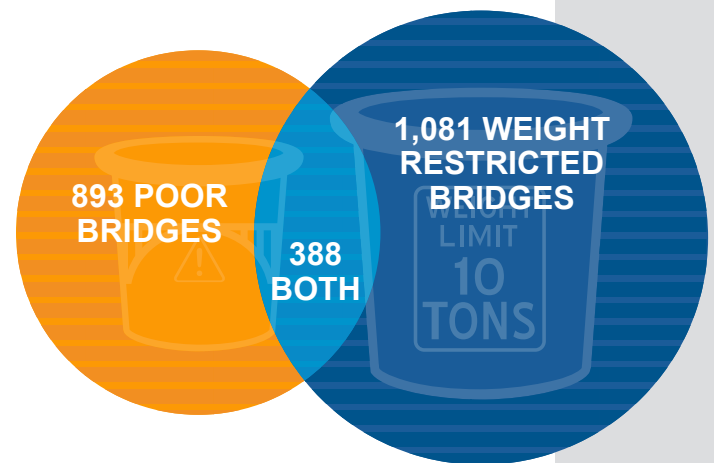 893 POOR
BRIDGES
388
BOTH
1,081 WEIGHT
RESTRICTED
BRIDGES
WEIGHT
LIMIT
10
TONS